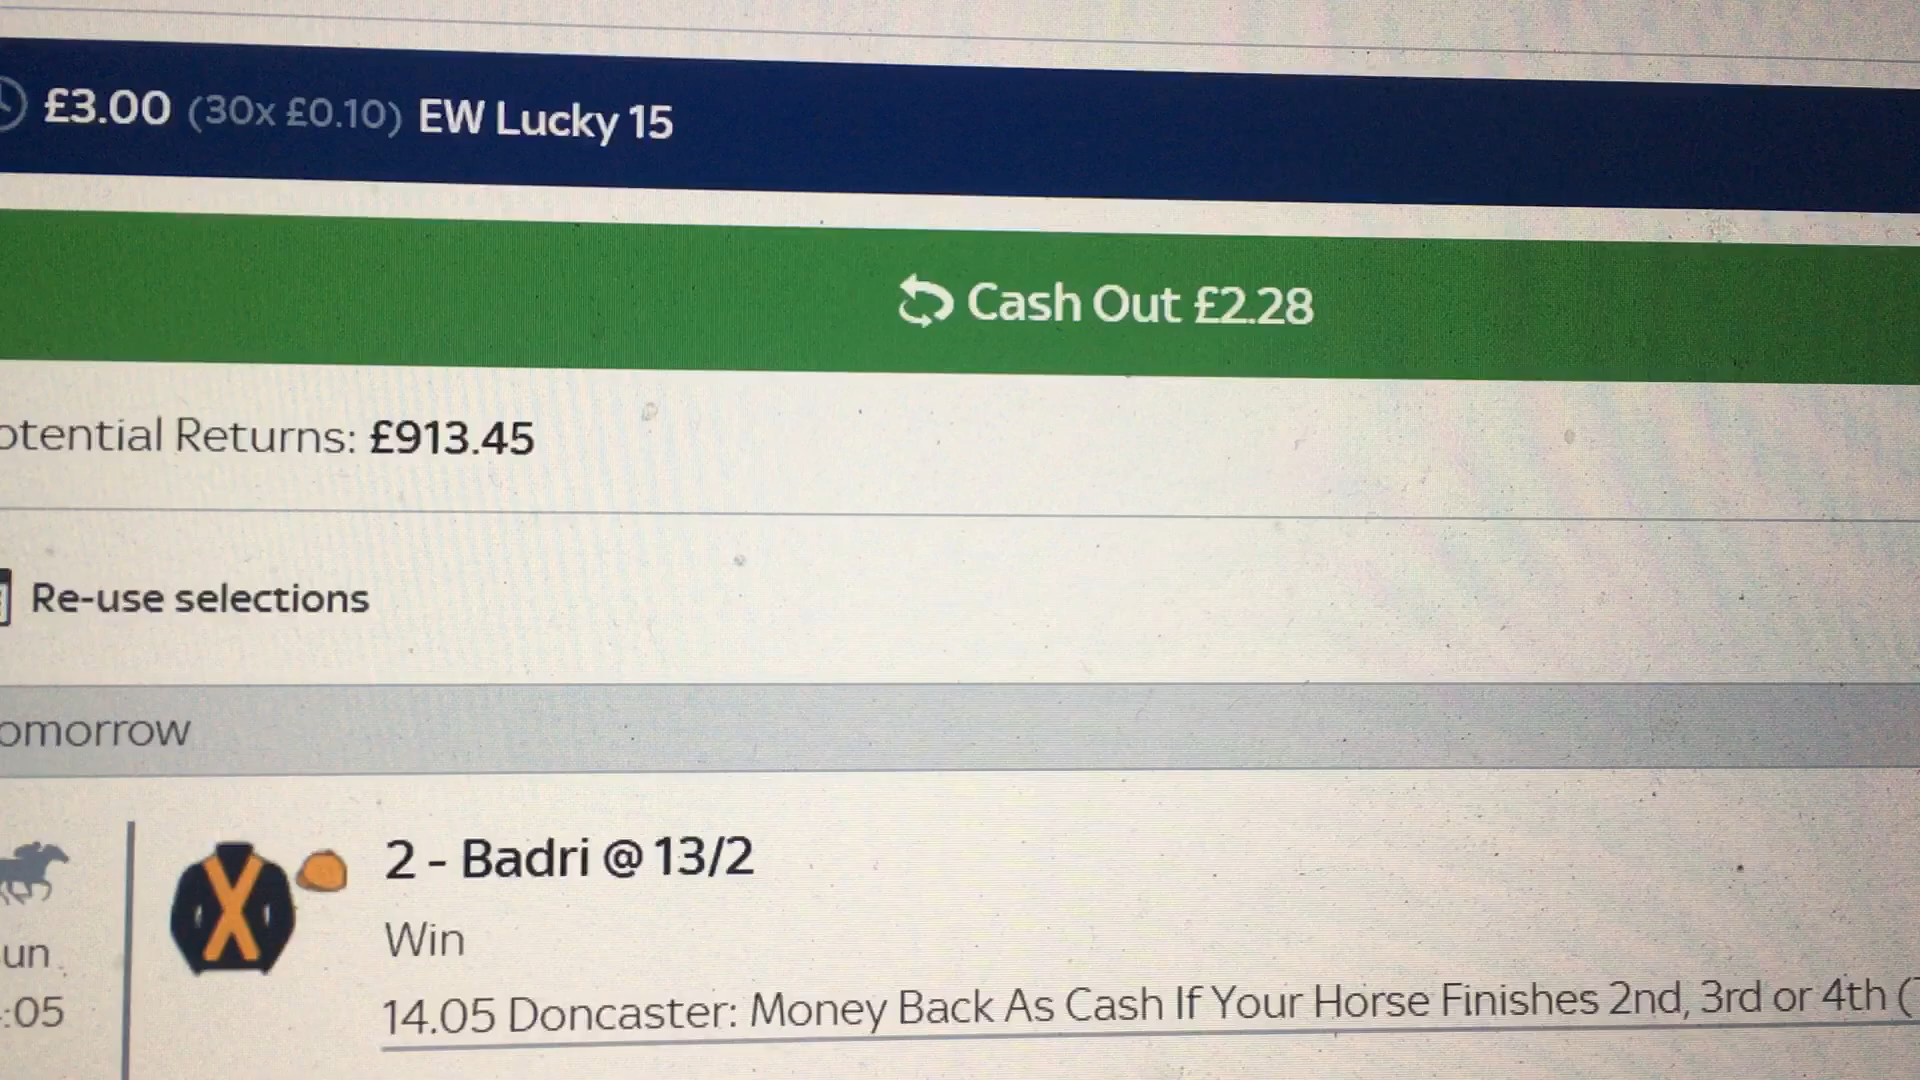 £3.00 (30x £0.10) EW Lucky 15
Cash Out £2.28
otential Returns: £913.45
Re-use selections
omorrow
2 - Badri @ 13/2
Win
un
:05
14.05 Doncaster: Money Back As Cash If Your Horse Finishes 2nd, 3rd or 4th (